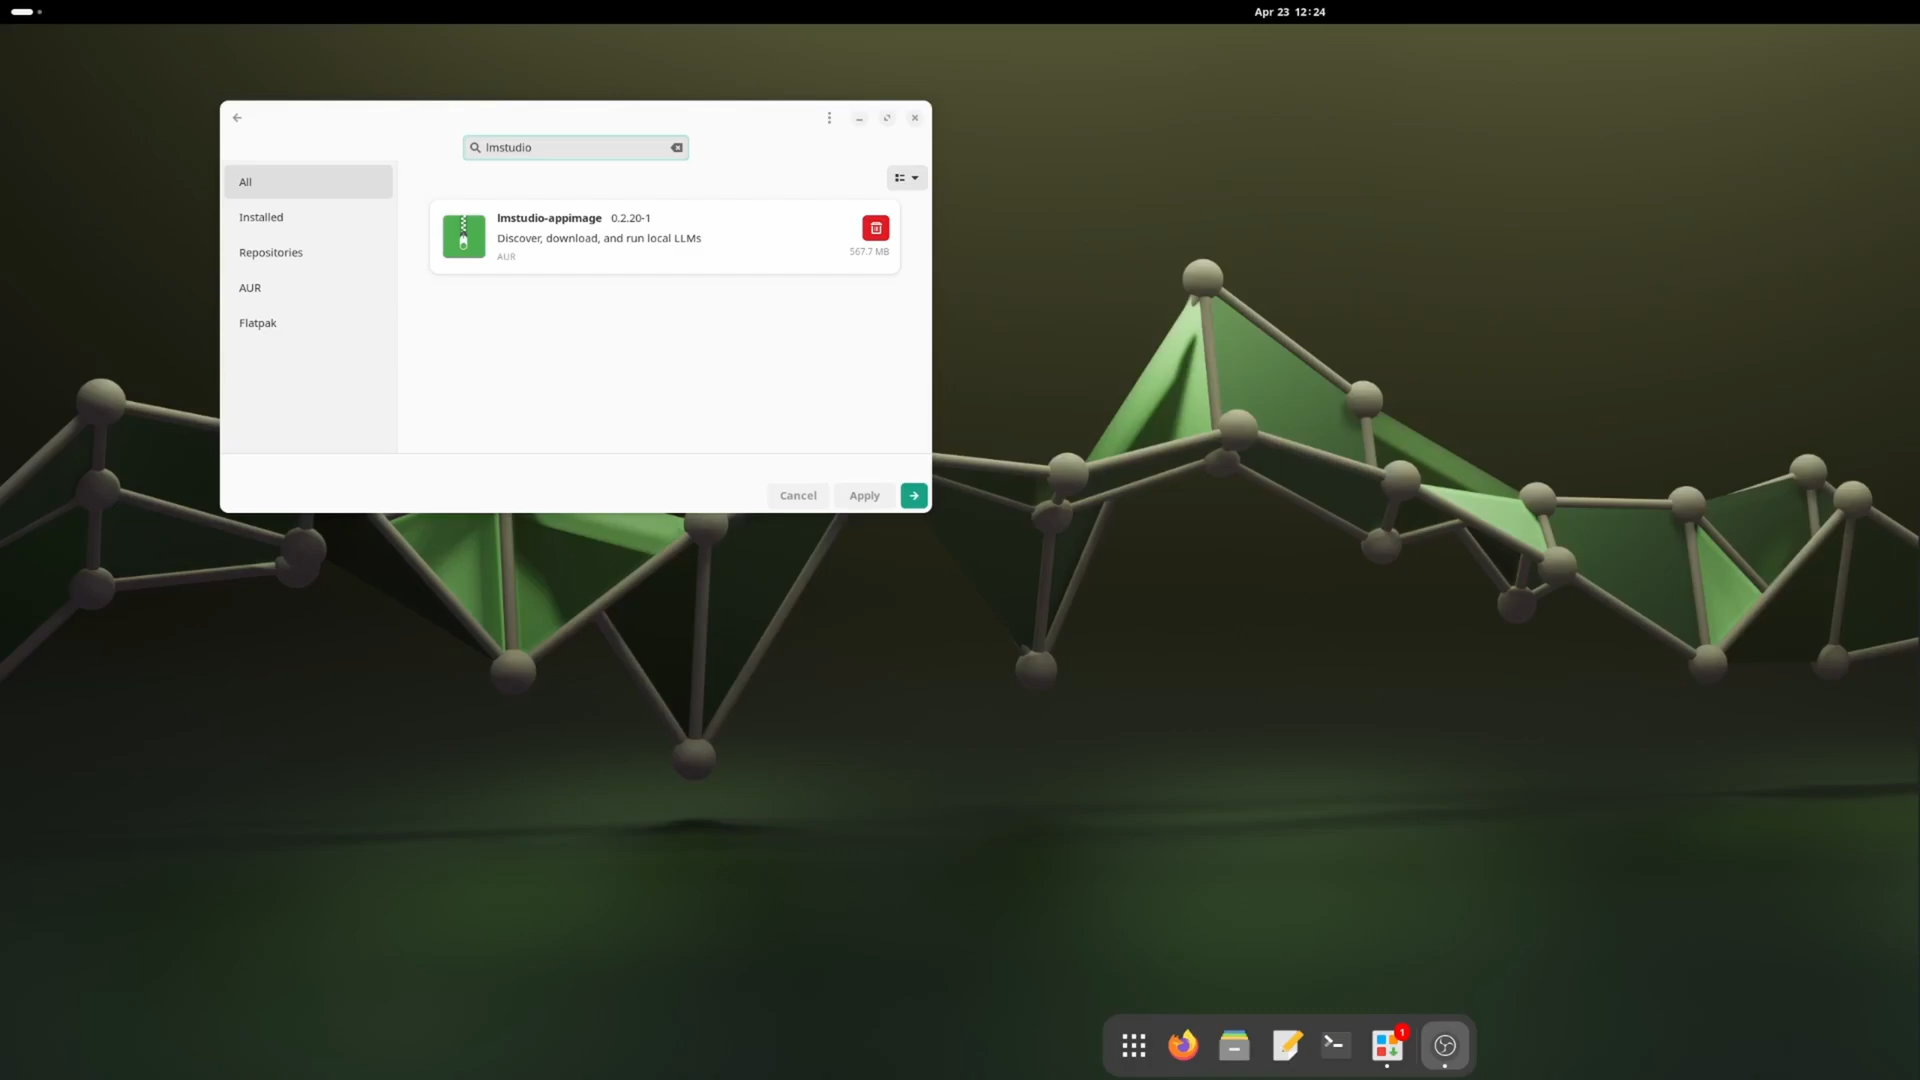 Apr 23 12:24
lmstudio
All
Installed
Repositories
AUR
Flatpak
lmstudio-appimage 0.2.20-1
Discover, download, and run local LLMs
AUR
567.7 MB
Cancel Apply
1